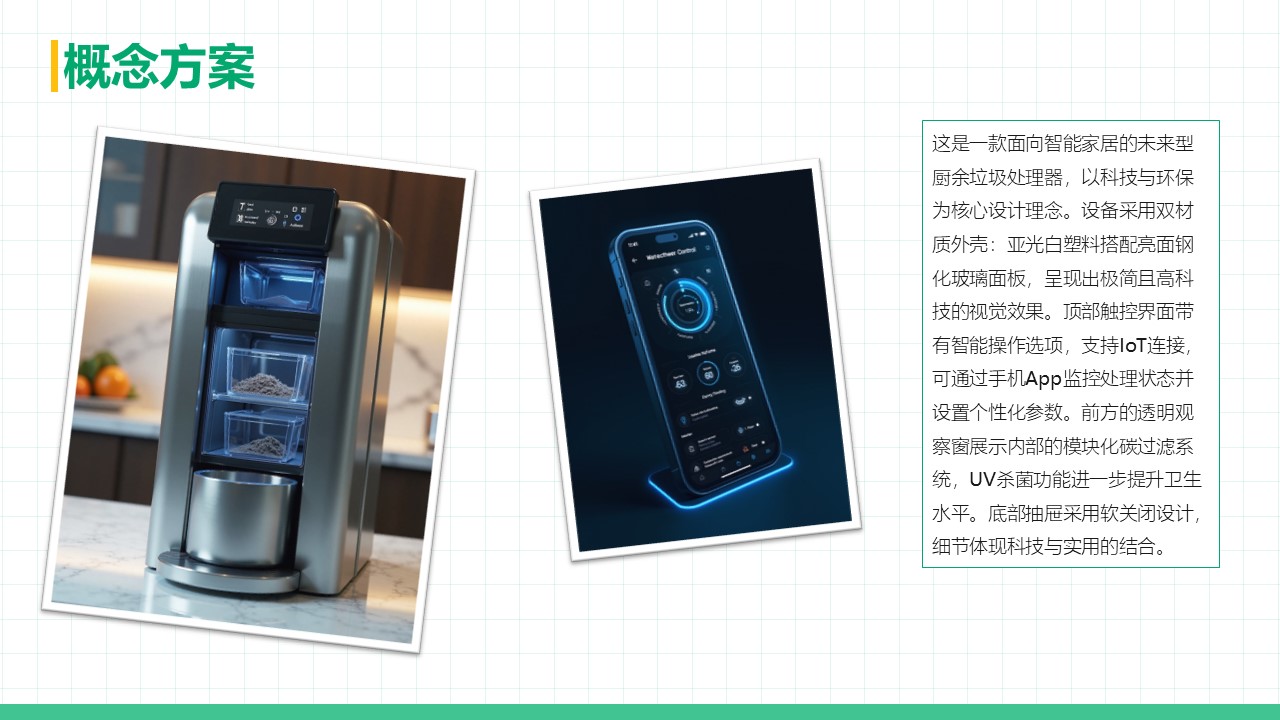 概念方案
这是一款面向智能家居的未来型
厨余垃圾处理器，以科技与环保
为核心设计理念。设备采用双材
质外壳：亚光白塑料搭配亮面钢
化玻璃面板，呈现出极简且高科
技的视觉效果。顶部触控界面带
有智能操作选项，支持IoT连接，
可通过手机App监控处理状态并
设置个性化参数。前方的透明观
察窗展示内部的模块化碳过滤系
统，UV杀菌功能进一步提升卫生
水平。底部抽屉采用软关闭设计，
细节体现科技与实用的结合。